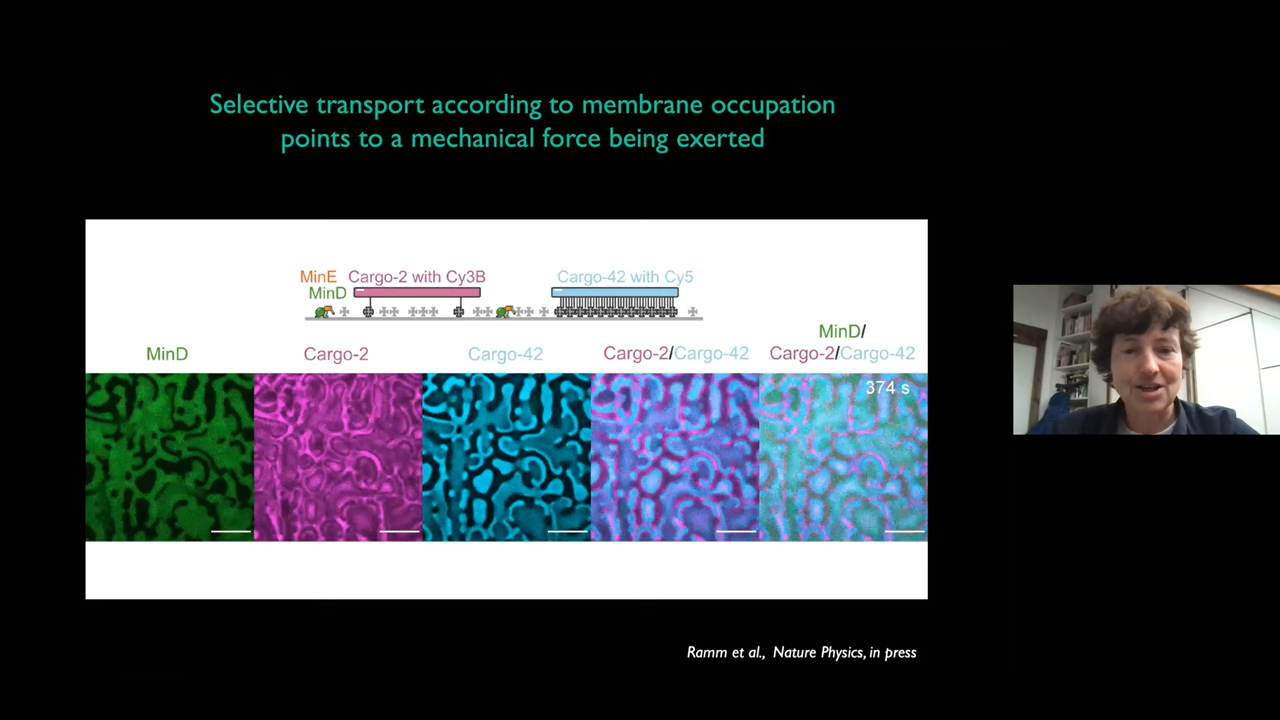 Selective transport according to membrane occupation
points to a mechanical force being exerted
MinE Cargo-2 with Cy3B Cargo-42 with Cy5
MinD
MinD/
MinD Cargo-2 Cargo-42 Cargo-2/Cargo-42 Cargo-2/Cargo-42
374 s
Ramm et al., Nature Physics, in press